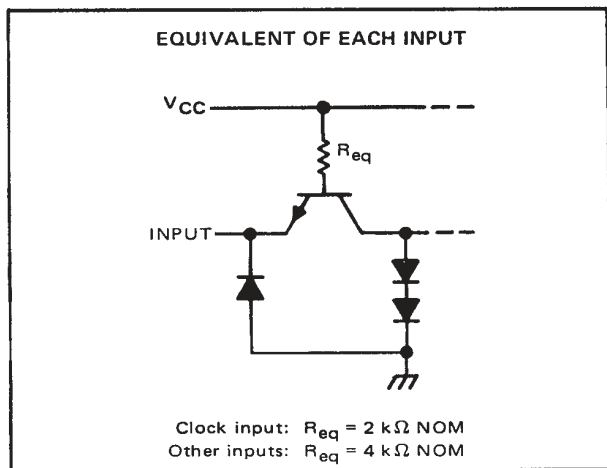 EQUIVALENT OF EACH INPUT
VCC
Req
INPUT
Clock input: Req = 2 kΩ NOM
Other inputs: Req = 4 kΩ NOM